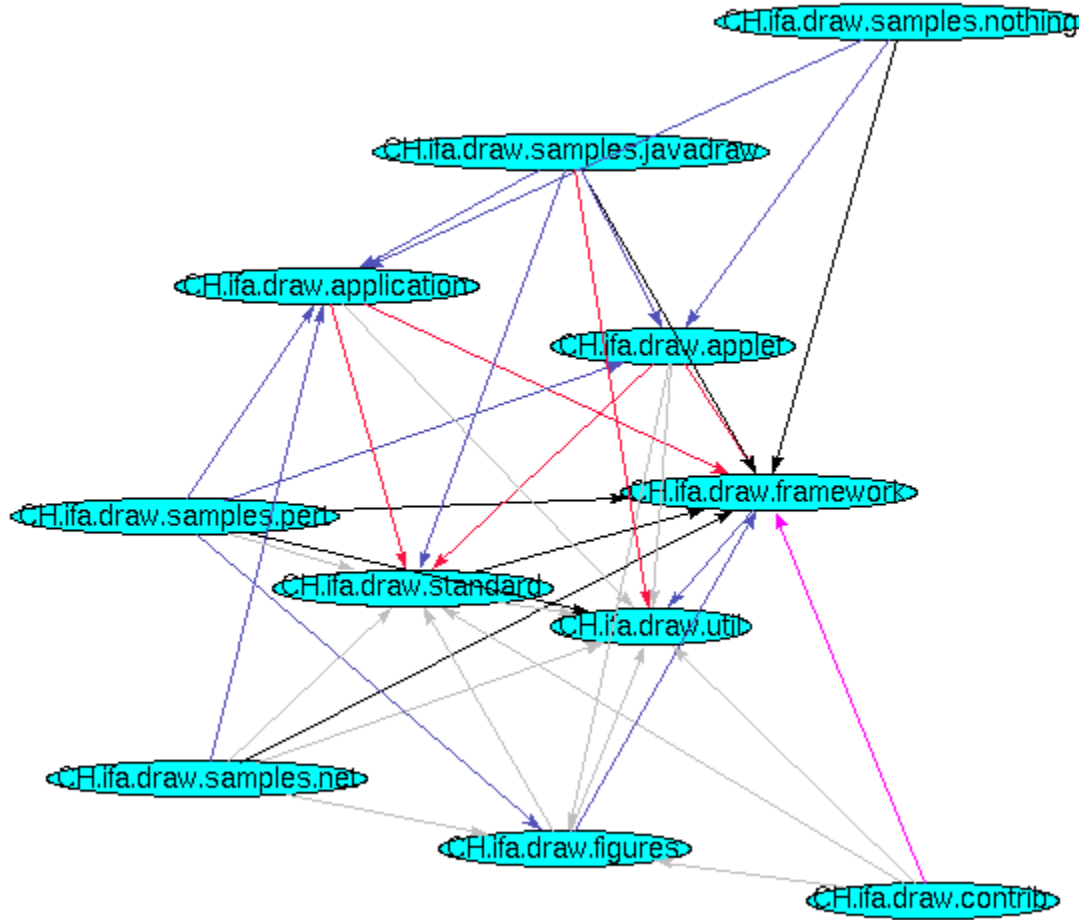 CH.ifa.draw.samples.nothing
CH.ifa.draw.samples.javadraw
CH.ifa.draw.application
CH.ifa.draw.applet
CH.ifa.draw.framework
CH.ifa.draw.samples.pert
CH.ifa.draw.standard
CH.ifa.draw.util
CH.ifa.draw.samples.net
CH.ifa.draw.figures
CH.ifa.draw.contrib